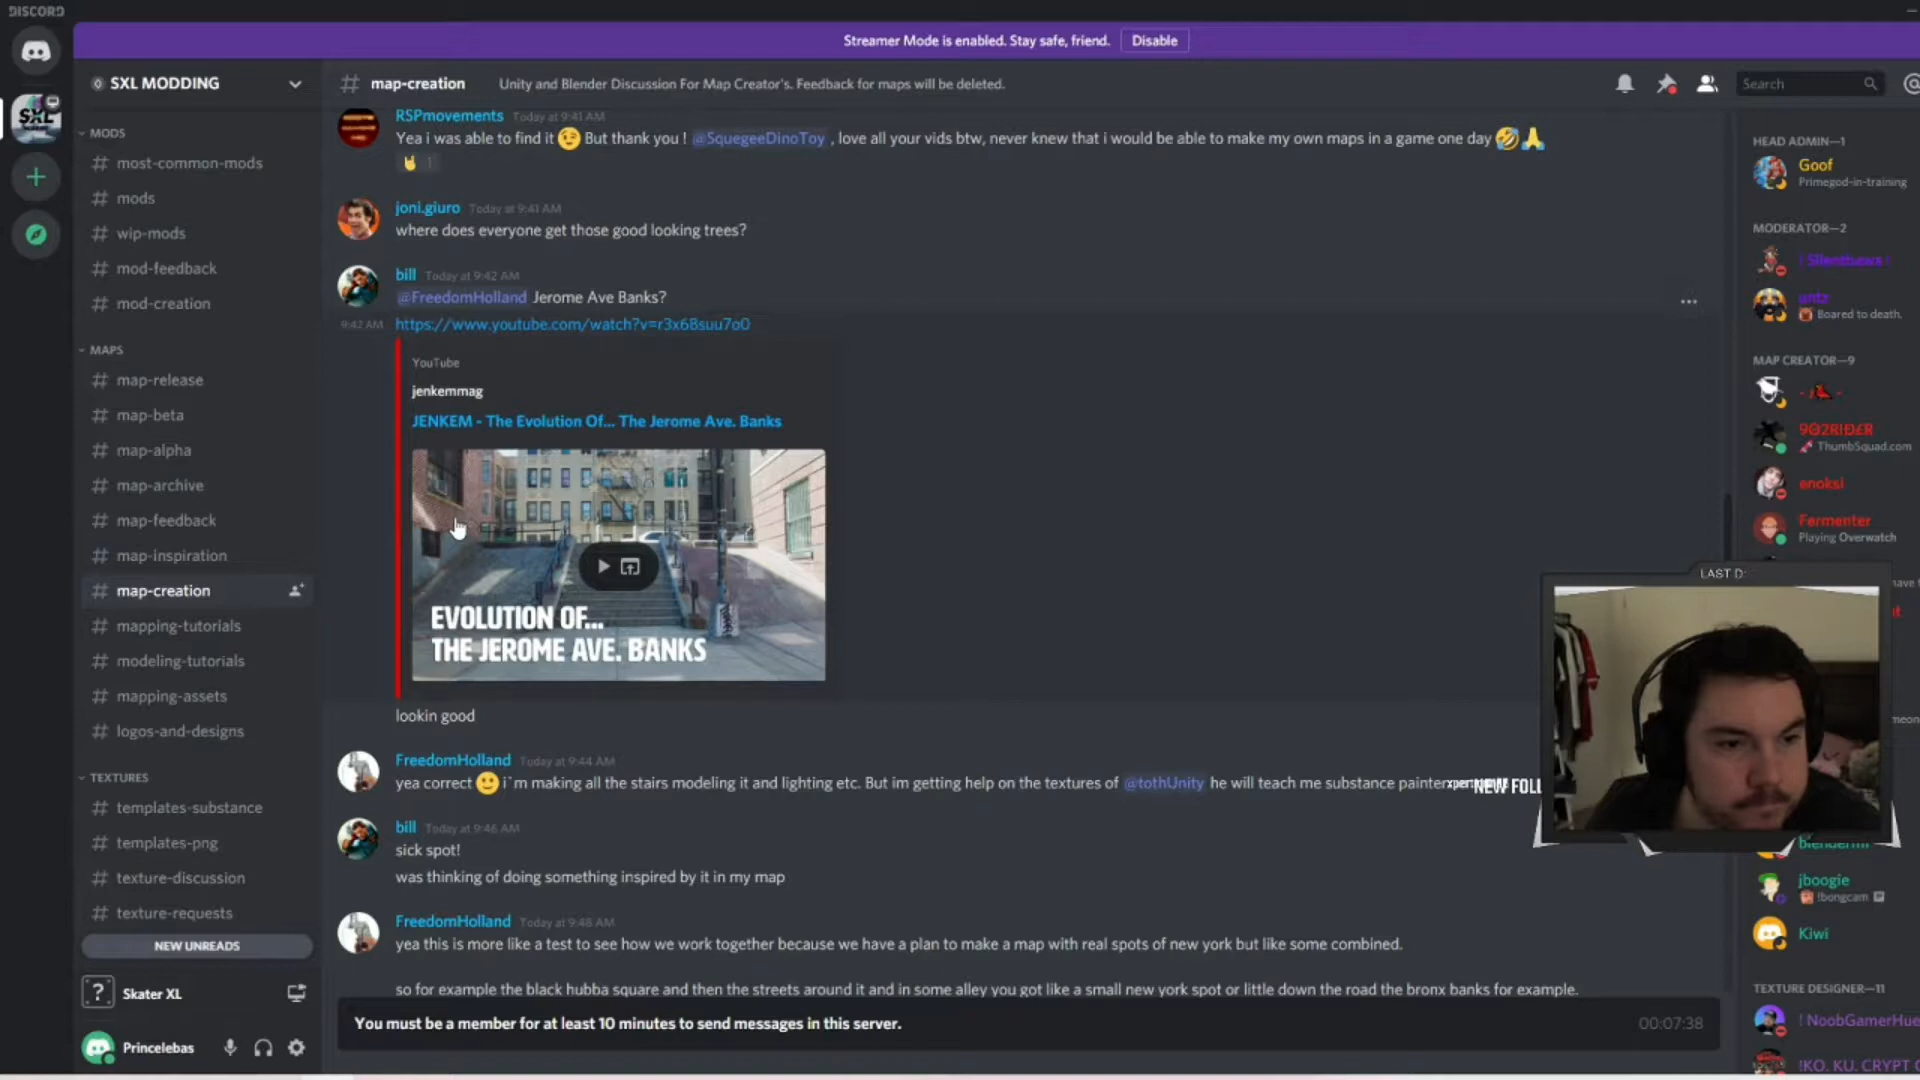 DISCORD
Streamer Mode is enabled. Stay safe, friend. Disable
SXL MODDING
# map-creation Unity and Blender Discussion For Map Creator's. Feedback for maps will be deleted.
Search
SXL
MODS
# most-common-mods
# mods
# wip-mods
# mod-feedback
# mod-creation
MAPS
# map-release
# map-beta
# map-alpha
# map-archive
# map-feedback
# map-inspiration
# map-creation
# mapping-tutorials
# modeling-tutorials
# mapping-assets
# logos-and-designs
TEXTURES
# templates-substance
# templates-png
# texture-discussion
# texture-requests
NEW UNREADS
Skater XL
Princelebas
RSPmovements Today at 9:41 AM
Yea i was able to find it 😉 But thank you ! @SquegeeDinoToy , love all your vids btw, never knew that i would be able to make my own maps in a game one day 🤣🙏
1
joni.giuro Today at 9:41 AM
where does everyone get those good looking trees?
bill Today at 9:42 AM
@FreedomHolland Jerome Ave Banks?
9:42 AM https://www.youtube.com/watch?v=r3x68suu7o0
YouTube
jenkemmag
JENKEM - The Evolution Of... The Jerome Ave. Banks
EVOLUTION OF...
THE JEROME AVE. BANKS
lookin good
FreedomHolland Today at 9:44 AM
yea correct 🙂 i`m making all the stairs modeling it and lighting etc. But im getting help on the textures of @tothUnity he will teach me substance painter
NEW FOLL
bill Today at 9:46 AM
sick spot!
was thinking of doing something inspired by it in my map
FreedomHolland Today at 9:48 AM
yea this is more like a test to see how we work together because we have a plan to make a map with real spots of new york but like some combined.
so for example the black hubba square and then the streets around it and in some alley you got like a small new york spot or little down the road the bronx banks for example.
You must be a member for at least 10 minutes to send messages in this server. 00:07:38
HEAD ADMIN—1
Goof
Primegod-in-training
MODERATOR—2
untz
Boared to death.
MAP CREATOR—9
ThumbSquad.com
enoksi
Fermenter
Playing Overwatch
LAST D:
jboogie
!bongcam
Kiwi
TEXTURE DESIGNER—11
! NoobGamerHue
!KO. KU. CRYPT